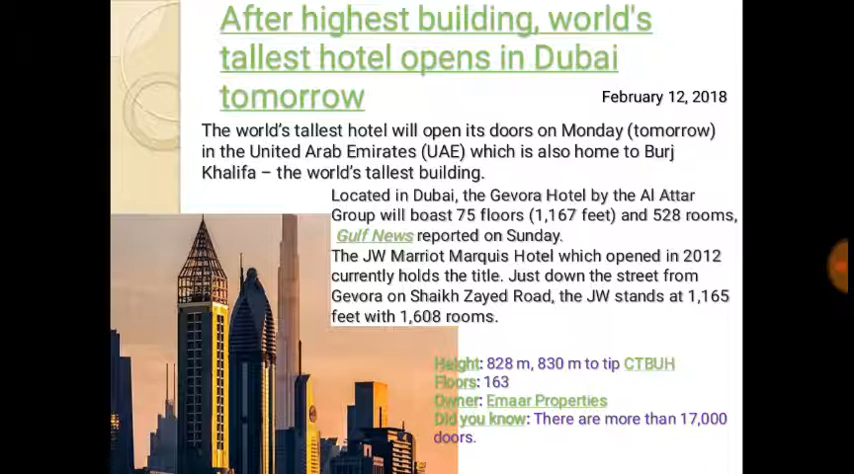 After highest building, world's
tallest hotel opens in Dubai
tomorrow
February 12, 2018
The world's tallest hotel will open its doors on Monday (tomorrow)
in the United Arab Emirates (UAE) which is also home to Burj
Khalifa – the world's tallest building.
Located in Dubai, the Gevora Hotel by the Al Attar
Group will boast 75 floors (1,167 feet) and 528 rooms,
Gulf News reported on Sunday.
The JW Marriot Marquis Hotel which opened in 2012
currently holds the title. Just down the street from
Gevora on Shaikh Zayed Road, the JW stands at 1,165
feet with 1,608 rooms.
Height: 828 m, 830 m to tip CTBUH
Floors: 163
Owner: Emaar Properties
Did you know: There are more than 17,000
doors.